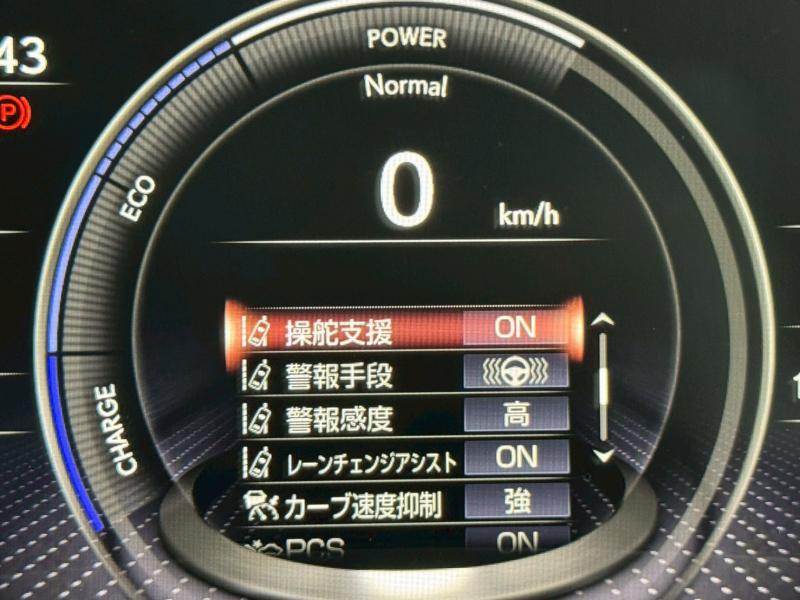 43
P
POWER
Normal
ECO
0 km/h
操舵支援 ON
警報手段
警報感度 高
CHARGE
レーンチェンジアシスト ON
カーブ速度抑制 強
PCS ON